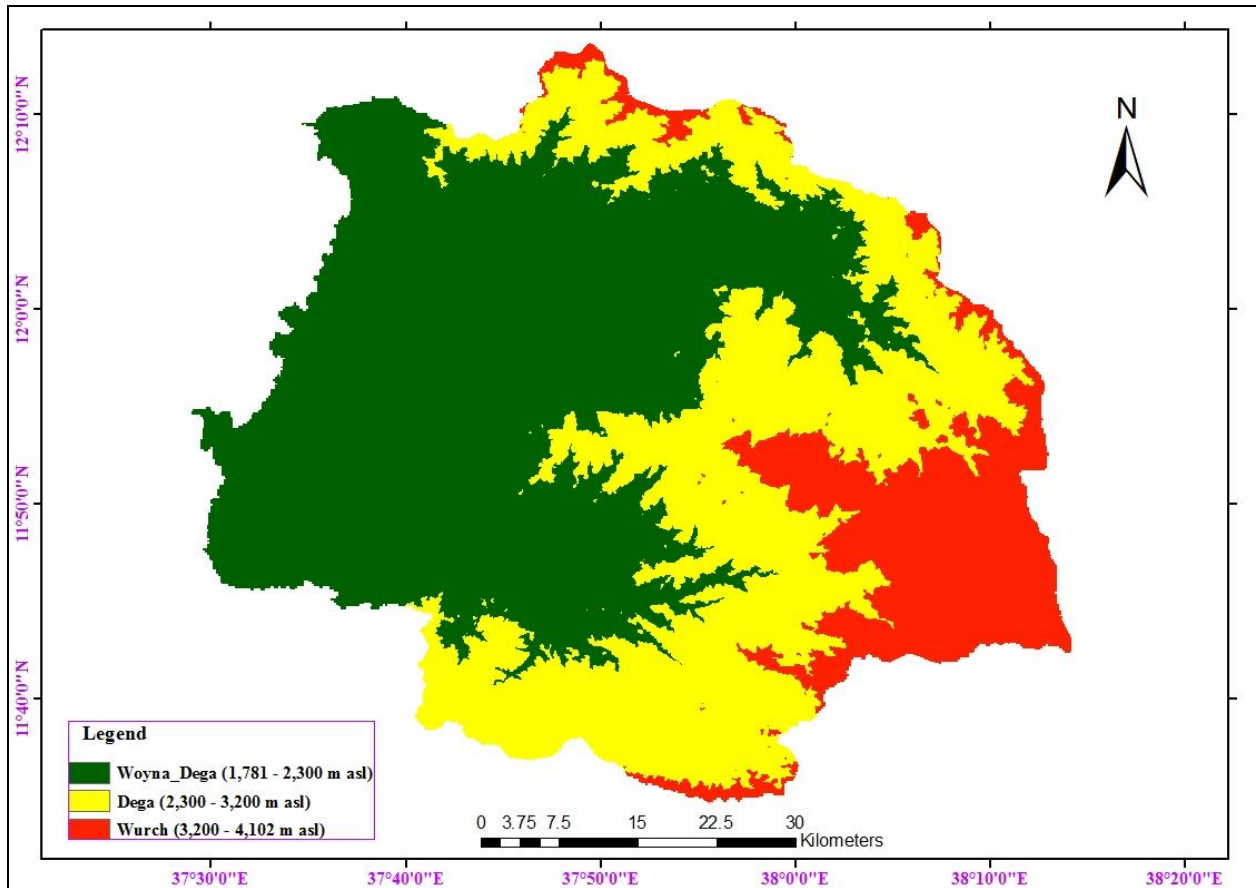 N
12°10'0"N
12°0'0"N
11°50'0"N
11°40'0"N
Legend
Woyna_Dega (1,781 - 2,300 m asl)
Dega (2,300 - 3,200 m asl)
Wurch (3,200 - 4,102 m asl)
0 3.75 7.5 15 22.5 30
Kilometers
37°30'0"E 37°40'0"E 37°50'0"E 38°0'0"E 38°10'0"E 38°20'0"E